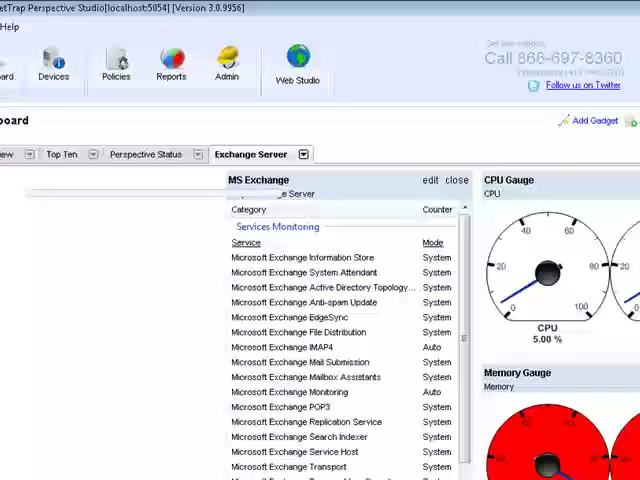 etTrap Perspective Studio[localhost:5054] [Version 3.0.9956]
Help
ard
Devices
Policies
Reports
Admin
Web Studio
Call 866-697-8360
Follow us on Twitter
board
Add Gadget
iew
Top Ten
Perspective Status
Exchange Server
MS Exchange
edit close
e Server
Category Counter
Services Monitoring
Service Mode
Microsoft Exchange Information Store System
Microsoft Exchange System Attendant System
Microsoft Exchange Active Directory Topology... System
Microsoft Exchange Anti-spam Update System
Microsoft Exchange EdgeSync System
Microsoft Exchange File Distribution System
Microsoft Exchange IMAP4 Auto
Microsoft Exchange Mail Submission System
Microsoft Exchange Mailbox Assistants System
Microsoft Exchange Monitoring Auto
Microsoft Exchange POP3 System
Microsoft Exchange Replication Service System
Microsoft Exchange Search Indexer System
Microsoft Exchange Service Host System
Microsoft Exchange Transport System
CPU Gauge
CPU
40 60
20 80 20
0 100 0
CPU
5.00 %
Memory Gauge
Memory